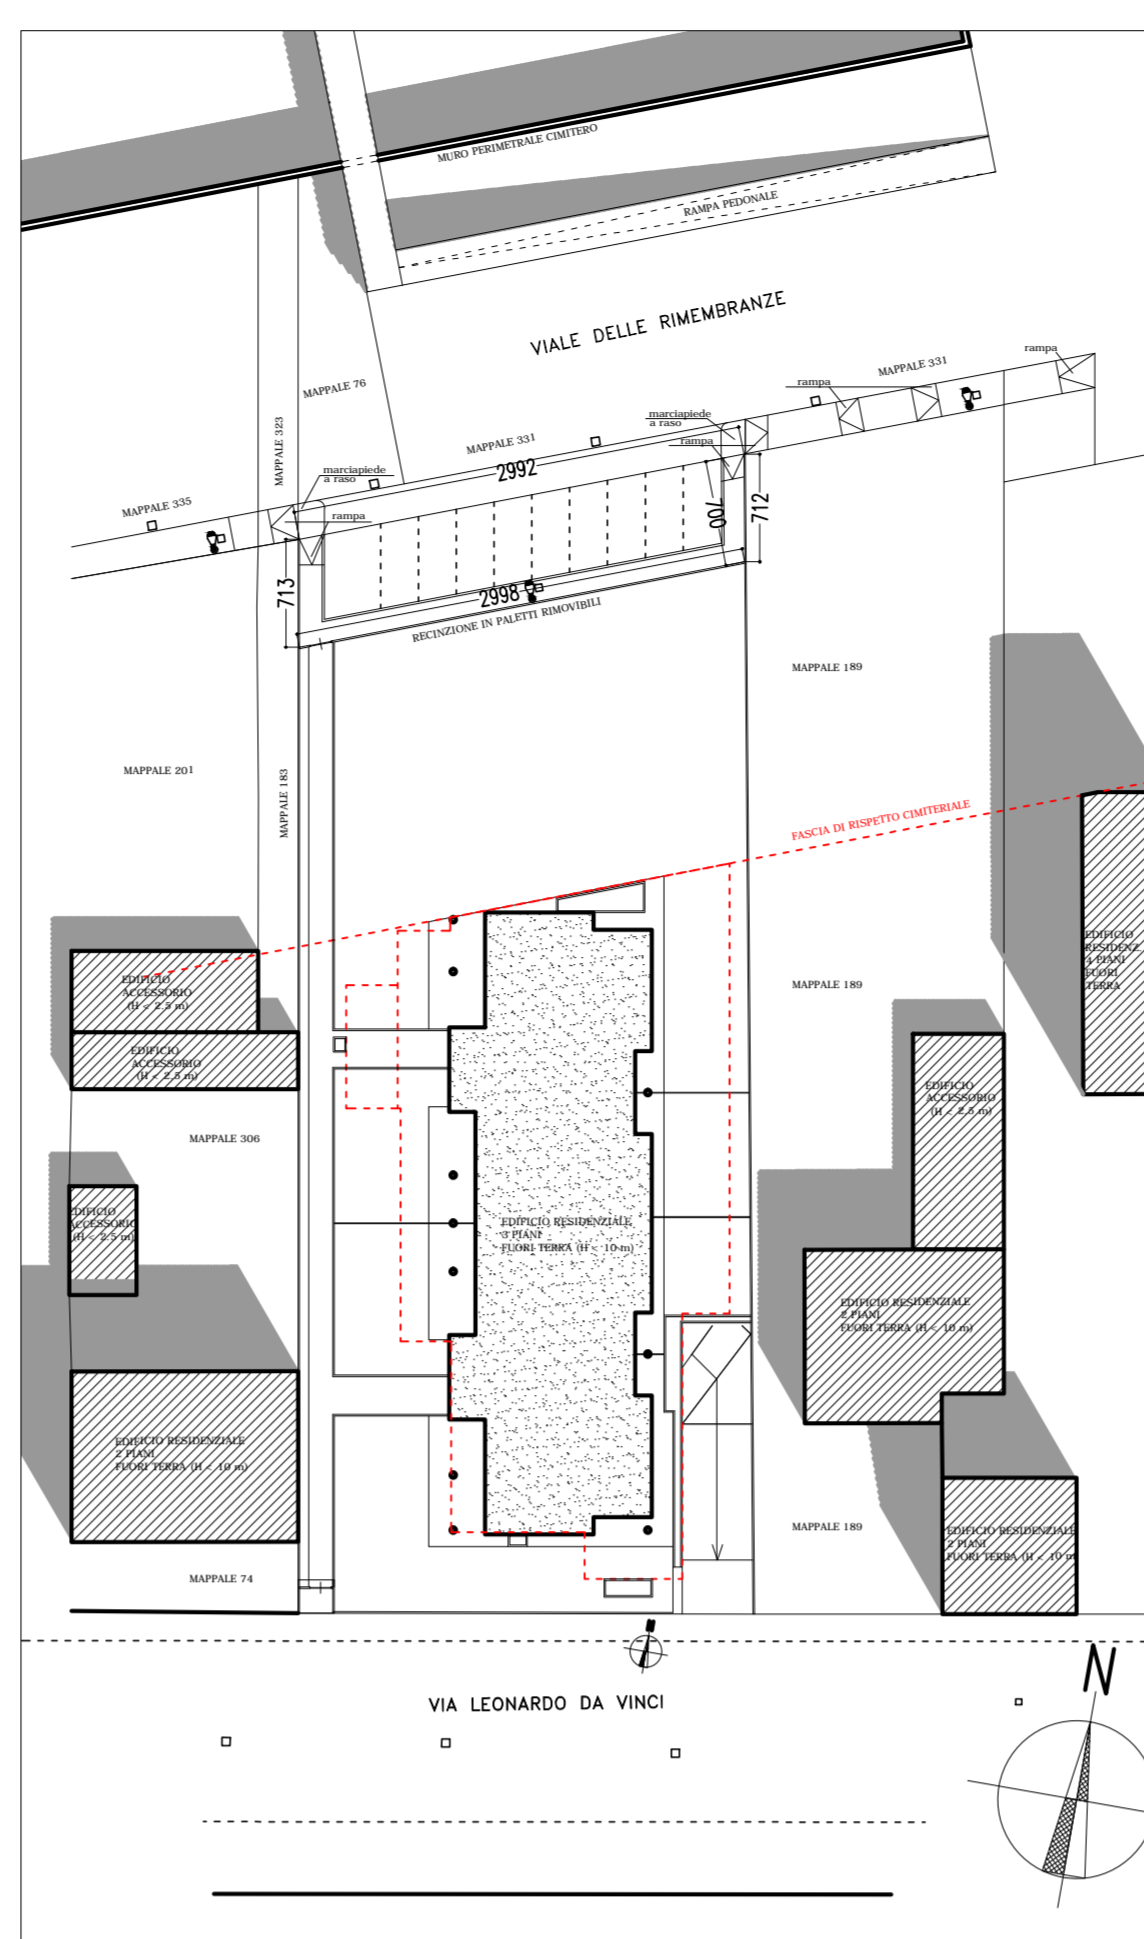 MURO PERIMETRALE CIMITERO
RAMPA PEDONALE
VIALE DELLE RIMEMBRANZE
rampa
MAPPALE 331
rampa
MAPPALE 76
MAPPALE 323
marciapiede
a raso
rampa
MAPPALE 331
2992
marciapiede
a raso
MAPPALE 335
rampa
700
712
713
2998
RECINZIONE IN PALETTI RIMOVIBILI
MAPPALE 189
MAPPALE 201
MAPPALE 183
FASCIA DI RISPETTO CIMITERIALE
EDIFICIO
RESIDENZ.
4 PIANI
FUORI
TERRA
EDIFICIO
ACCESSORIO
(H < 2.5 m)
MAPPALE 189
EDIFICIO
ACCESSORIO
(H < 2.5 m)
EDIFICIO
ACCESSORIO
(H < 2.5 m)
MAPPALE 306
EDIFICIO
ACCESSORIO
(H < 2.5 m)
EDIFICIO RESIDENZIALE
3 PIANI
FUORI TERRA (H < 10 m)
EDIFICIO RESIDENZIALE
2 PIANI
FUORI TERRA (H < 10 m)
EDIFICIO RESIDENZIALE
2 PIANI
FUORI TERRA (H < 10 m)
MAPPALE 189
EDIFICIO RESIDENZIALE
2 PIANI
FUORI TERRA (H < 10 m
MAPPALE 74
N
VIA LEONARDO DA VINCI
N